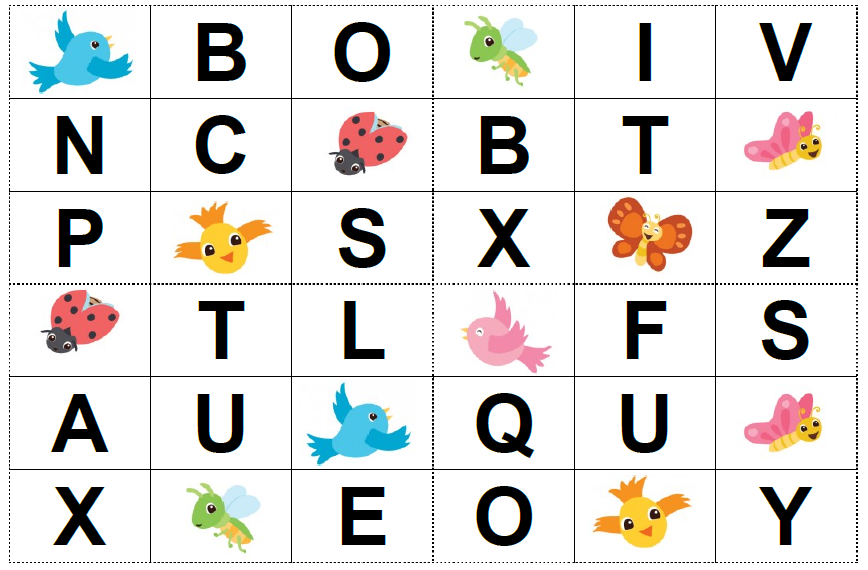 B O I V
N C B T
P S X Z
T L F S
A U Q U
X E O Y